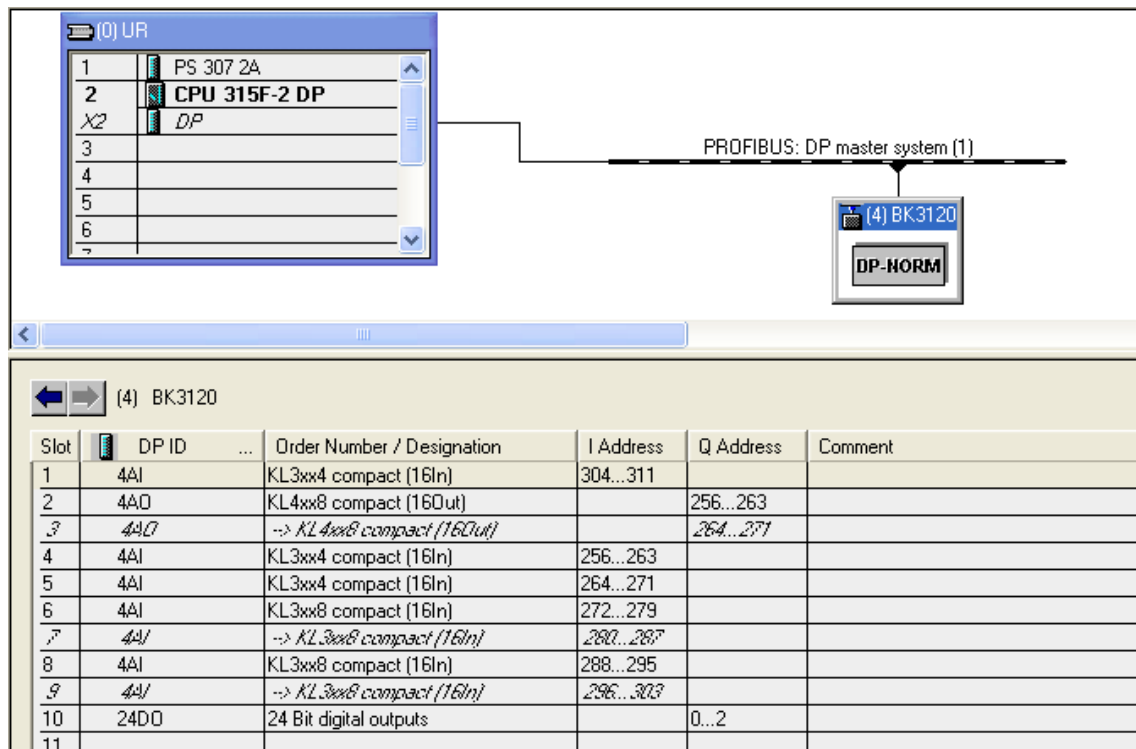 (0) UR
1 PS 307 2A
2 CPU 315F-2 DP
X2 DP
3
4
5
6
7
PROFIBUS: DP master system (1)
(4) BK3120
DP-NORM
(4) BK3120
Slot DP ID ... Order Number / Designation I Address Q Address Comment
1 4AI KL3xx4 compact (16In) 304...311
2 4AO KL4xx8 compact (16Out) 256...263
3 4AO --> KL4xx8 compact (16Out) 264...271
4 4AI KL3xx4 compact (16In) 256...263
5 4AI KL3xx4 compact (16In) 264...271
6 4AI KL3xx8 compact (16In) 272...279
7 4AI --> KL3xx8 compact (16In) 280...287
8 4AI KL3xx8 compact (16In) 288...295
9 4AI --> KL3xx8 compact (16In) 296...303
10 24DO 24 Bit digital outputs 0...2
11